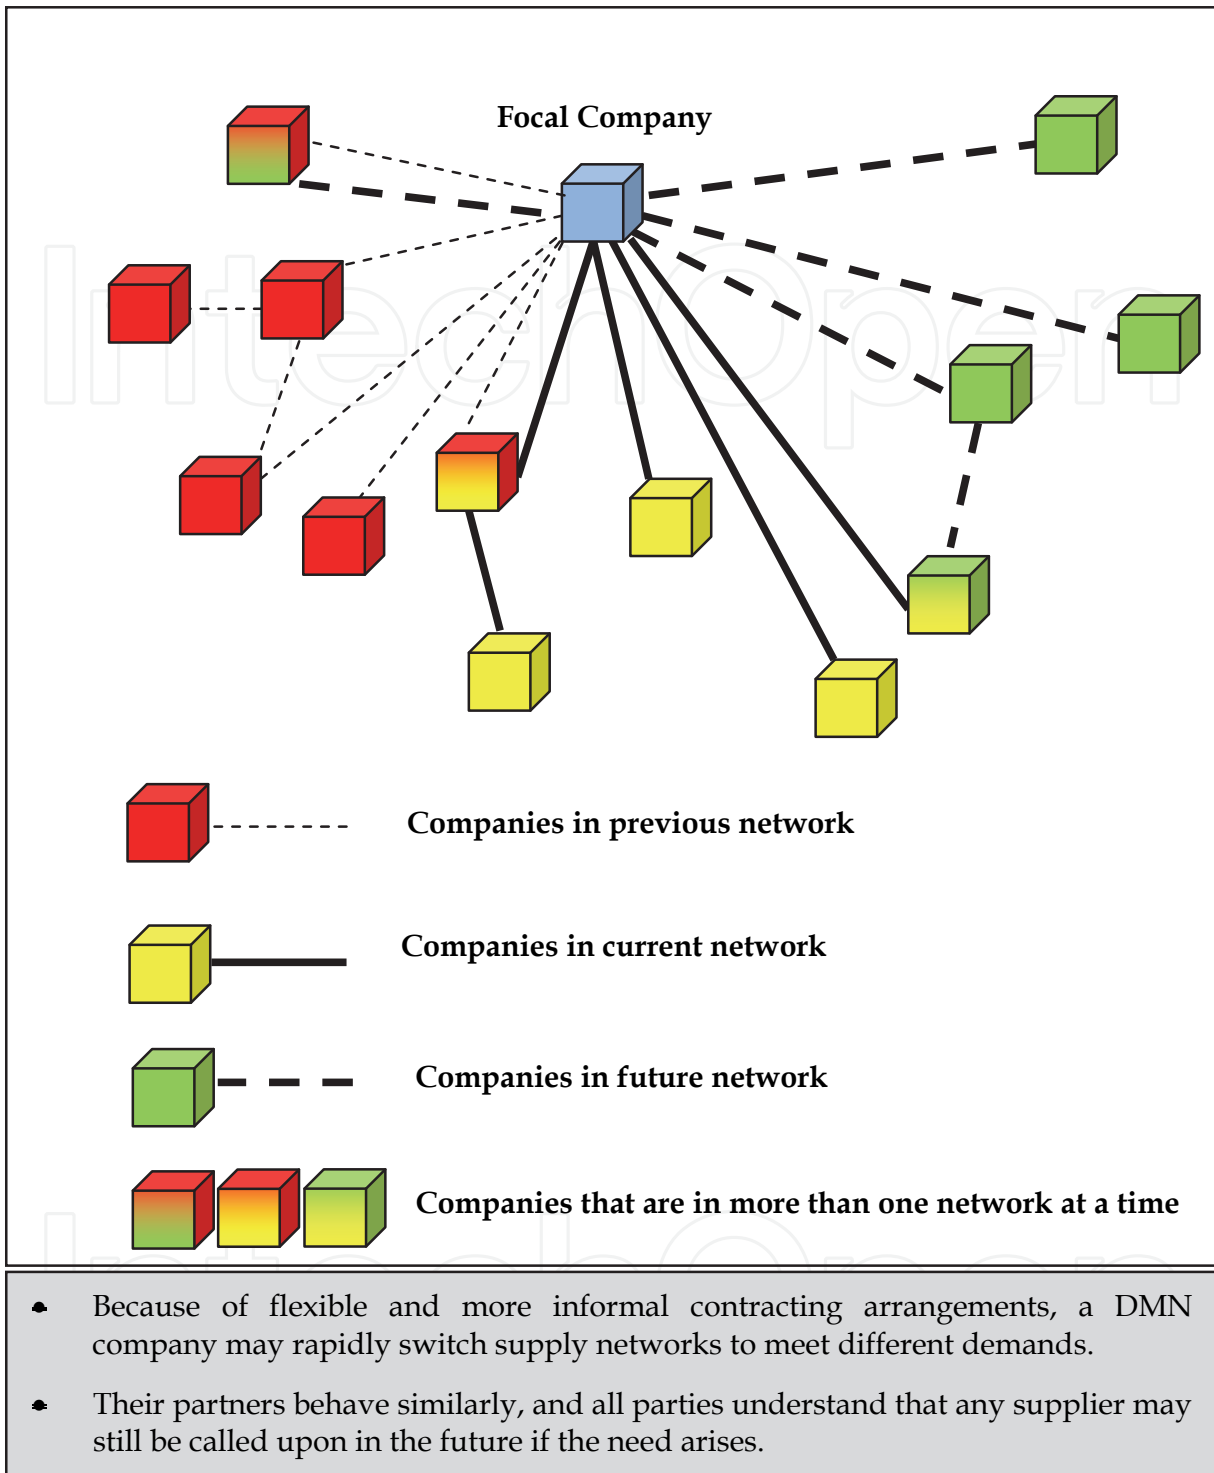 Focal Company
IntechOpen
Companies in previous network
Companies in current network
Companies in future network
Companies that are in more than one network at a time
IntechOpen
• Because of flexible and more informal contracting arrangements, a DMN
company may rapidly switch supply networks to meet different demands.
• Their partners behave similarly, and all parties understand that any supplier may
still be called upon in the future if the need arises.